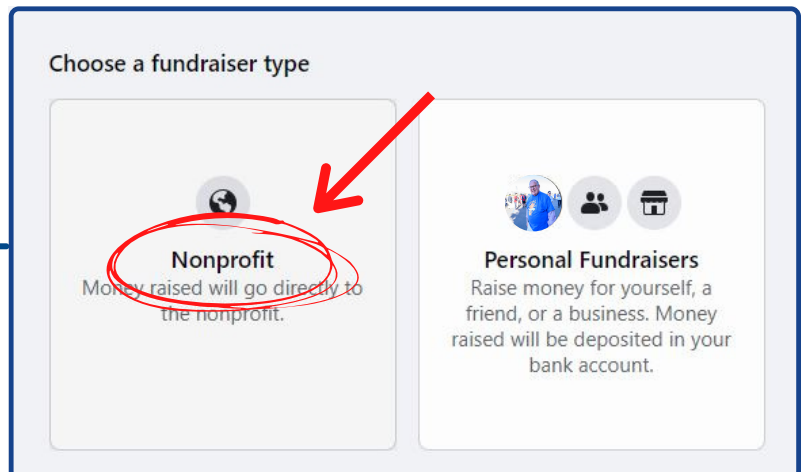 Choose a fundraiser type
Nonprofit
Money raised will go directly to
the nonprofit.
Personal Fundraisers
Raise money for yourself, a
friend, or a business. Money
raised will be deposited in your
bank account.